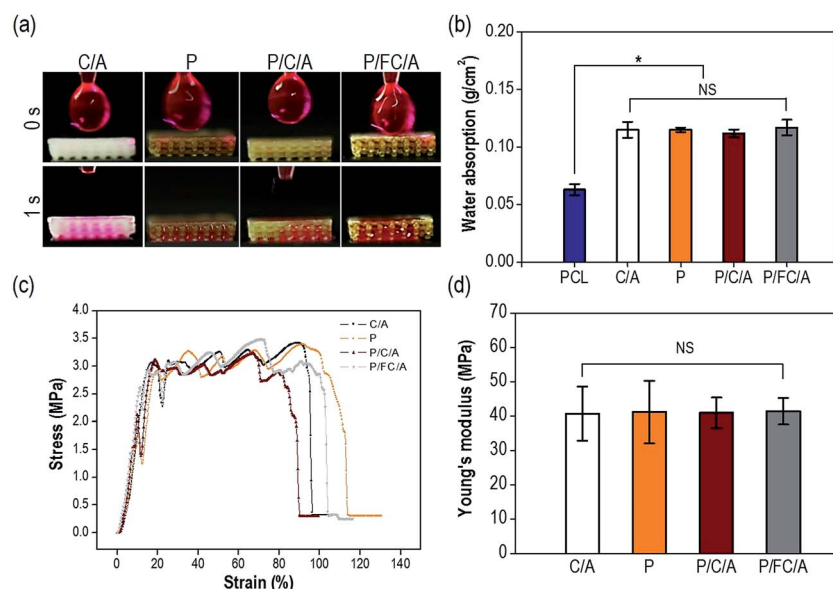 (a)
C/A P P/C/A P/FC/A
0 s
1 s
(b)
Water absorption (g/cm²)
0.20
0.15
0.10
0.05
0.00
*
NS
PCL C/A P P/C/A P/FC/A
(c)
Stress (MPa)
4.0
3.5
3.0
2.5
2.0
1.5
1.0
0.5
0.0
C/A
P
P/C/A
P/FC/A
0 20 40 60 80 100 120 140
Strain (%)
(d)
Young's modulus (MPa)
70
60
50
40
30
20
10
0
NS
C/A P P/C/A P/FC/A